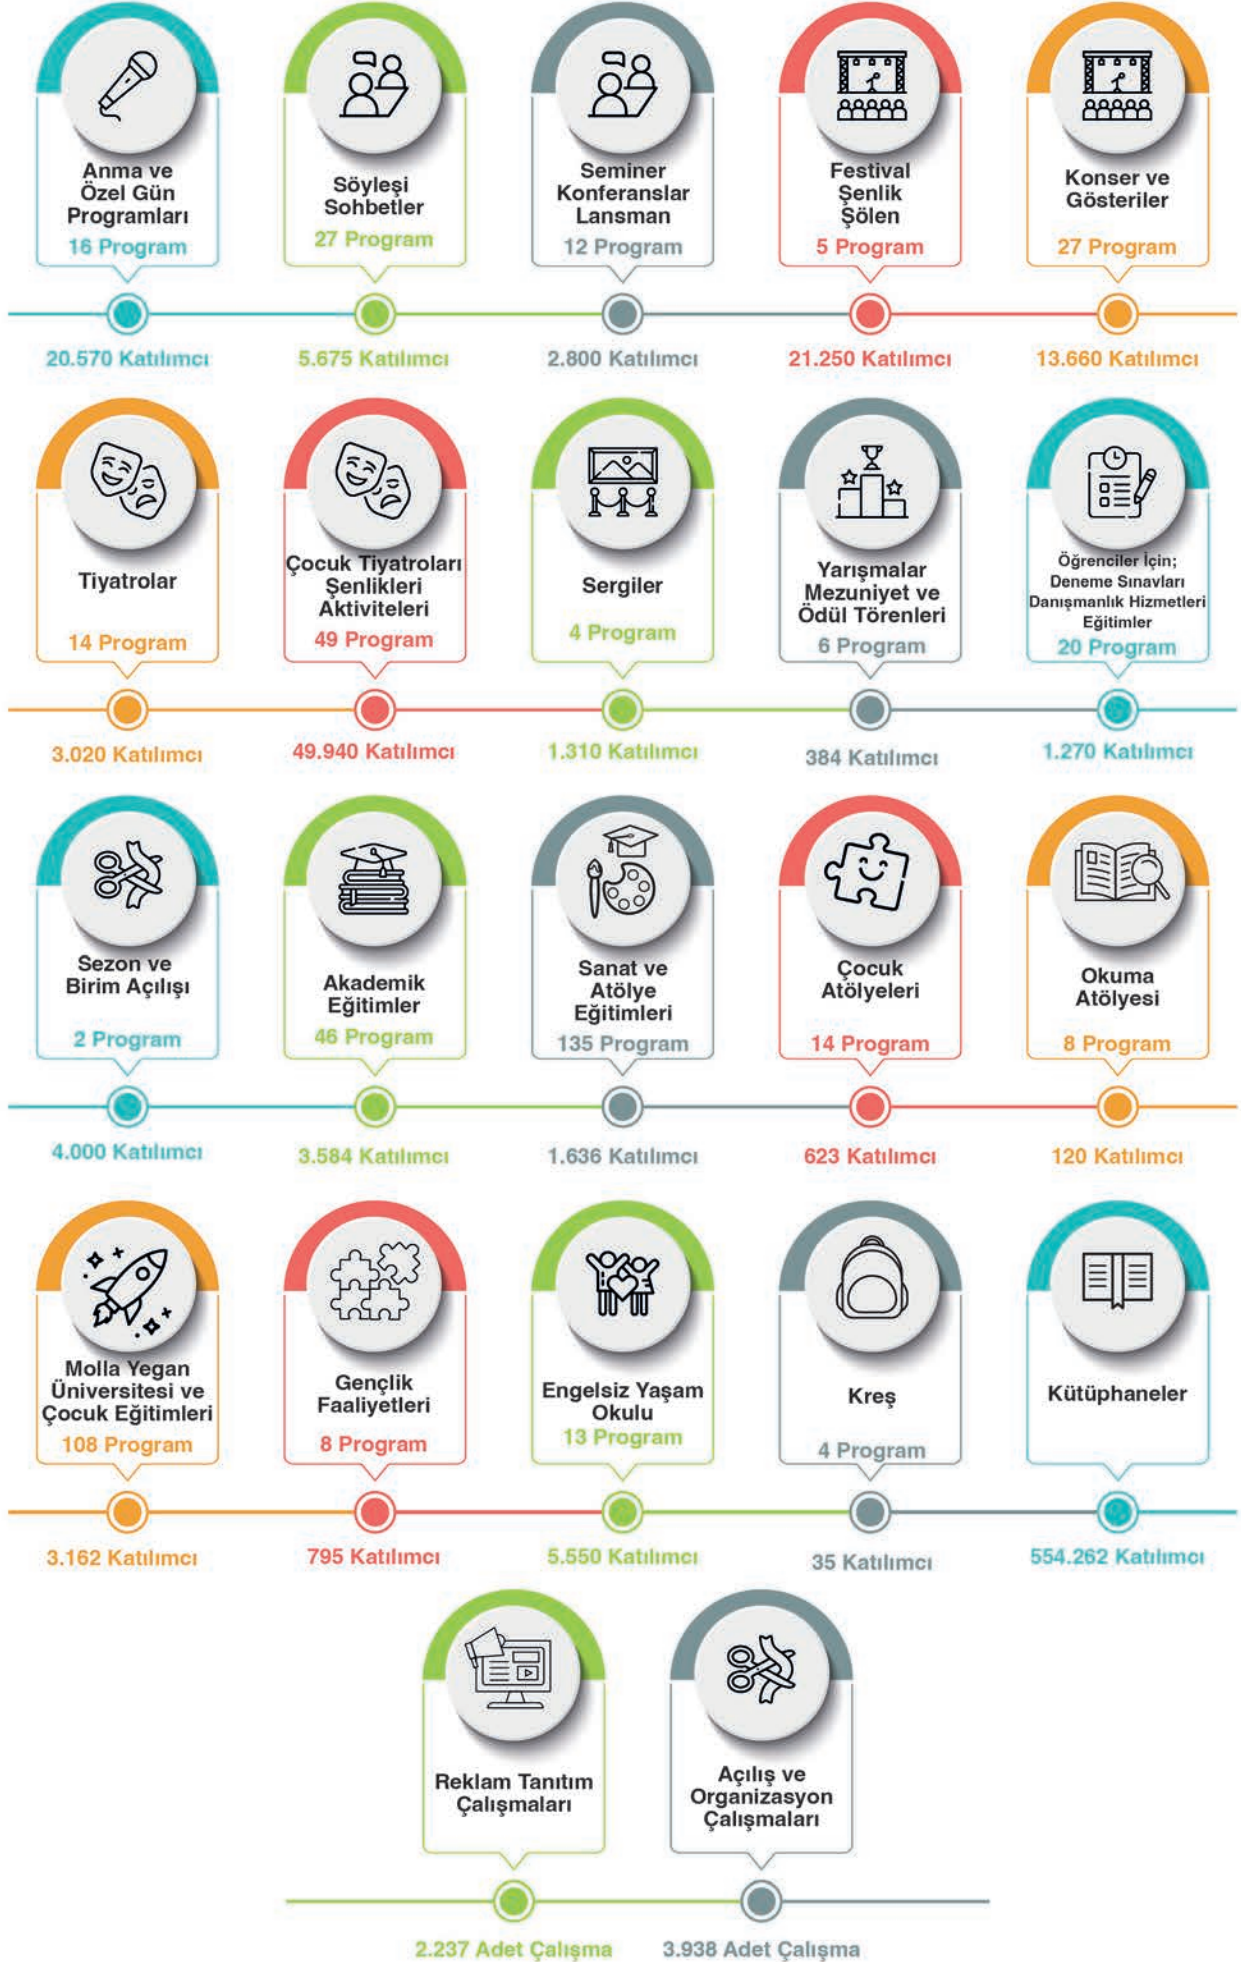 Anma ve
Özel Gün
Programları
16 Program
20.570 Katılımcı
Söyleşi
Sohbetler
27 Program
5.675 Katılımcı
Seminer
Konferanslar
Lansman
12 Program
2.800 Katılımcı
Festival
Şenlik
Şölen
5 Program
21.250 Katılımcı
Konser ve
Gösteriler
27 Program
13.660 Katılımcı
Tiyatrolar
14 Program
3.020 Katılımcı
Çocuk Tiyatroları
Şenlikleri
Aktiviteleri
49 Program
49.940 Katılımcı
Sergiler
4 Program
1.310 Katılımcı
Yarışmalar
Mezuniyet ve
Ödül Törenleri
6 Program
384 Katılımcı
Öğrenciler İçin;
Deneme Sınavları
Danışmanlık Hizmetleri
Eğitimler
20 Program
1.270 Katılımcı
Sezon ve
Birim Açılışı
2 Program
4.000 Katılımcı
Akademik
Eğitimler
46 Program
3.584 Katılımcı
Sanat ve
Atölye
Eğitimleri
135 Program
1.636 Katılımcı
Çocuk
Atölyeleri
14 Program
623 Katılımcı
Okuma
Atölyesi
8 Program
120 Katılımcı
Molla Yegan
Üniversitesi ve
Çocuk Eğitimleri
108 Program
3.162 Katılımcı
Gençlik
Faaliyetleri
8 Program
795 Katılımcı
Engelsiz Yaşam
Okulu
13 Program
5.550 Katılımcı
Kreş
4 Program
35 Katılımcı
Kütüphaneler
554.262 Katılımcı
Reklam Tanıtım
Çalışmaları
2.237 Adet Çalışma
Açılış ve
Organizasyon
Çalışmaları
3.938 Adet Çalışma